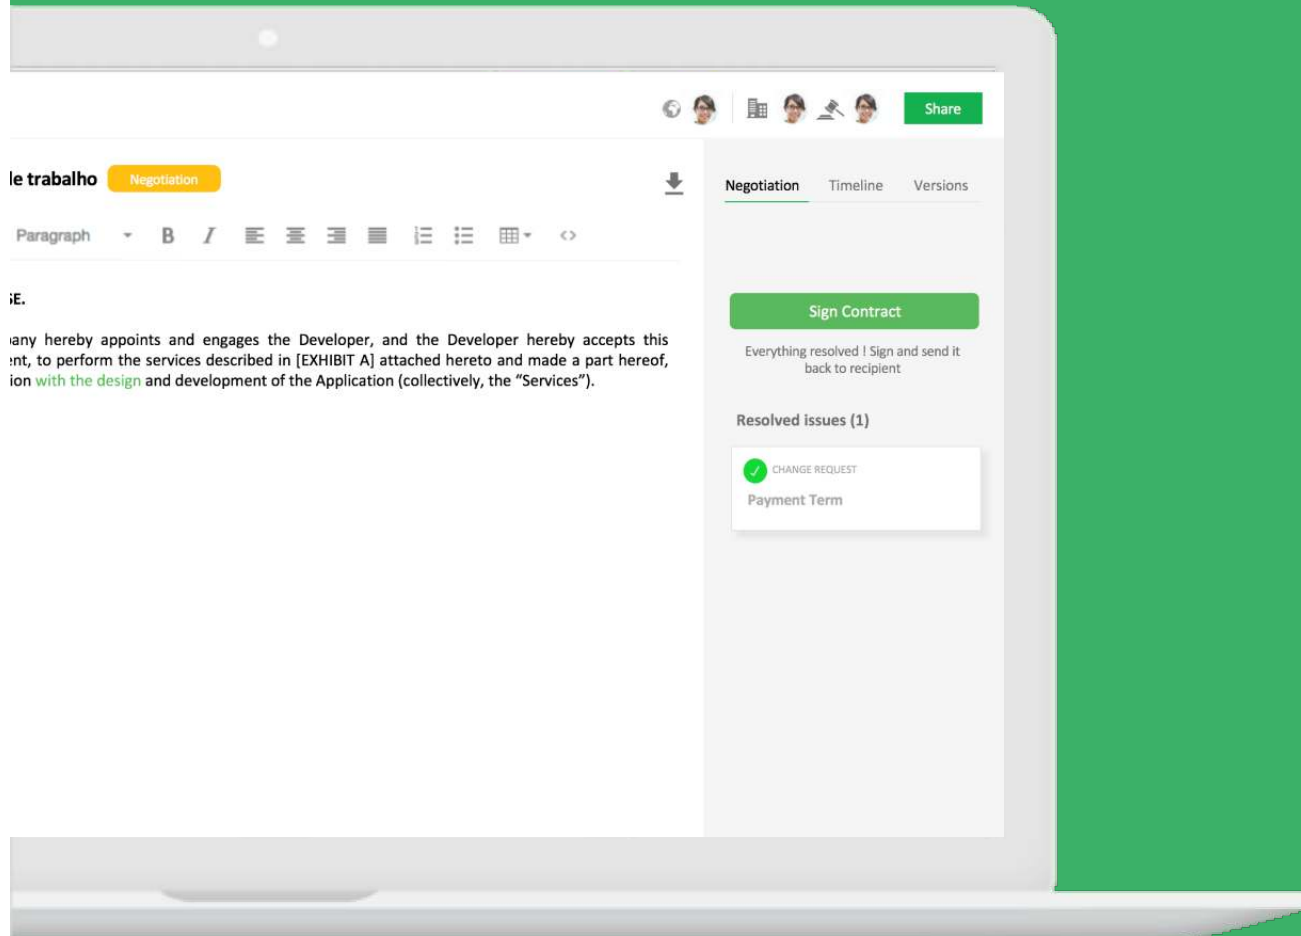 Share
le trabalho Negotiation
Negotiation Timeline Versions
Paragraph B I
SE.
any hereby appoints and engages the Developer, and the Developer hereby accepts this
ent, to perform the services described in [EXHIBIT A] attached hereto and made a part hereof,
ion with the design and development of the Application (collectively, the “Services”).
Sign Contract
Everything resolved ! Sign and send it
back to recipient
Resolved issues (1)
CHANGE REQUEST
Payment Term